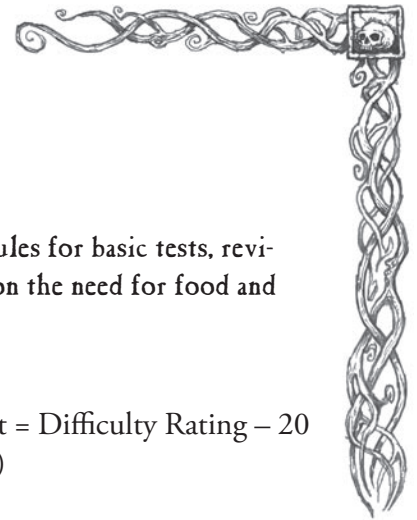 ules for basic tests, revi-
on the need for food and
t = Difficulty Rating – 20
)